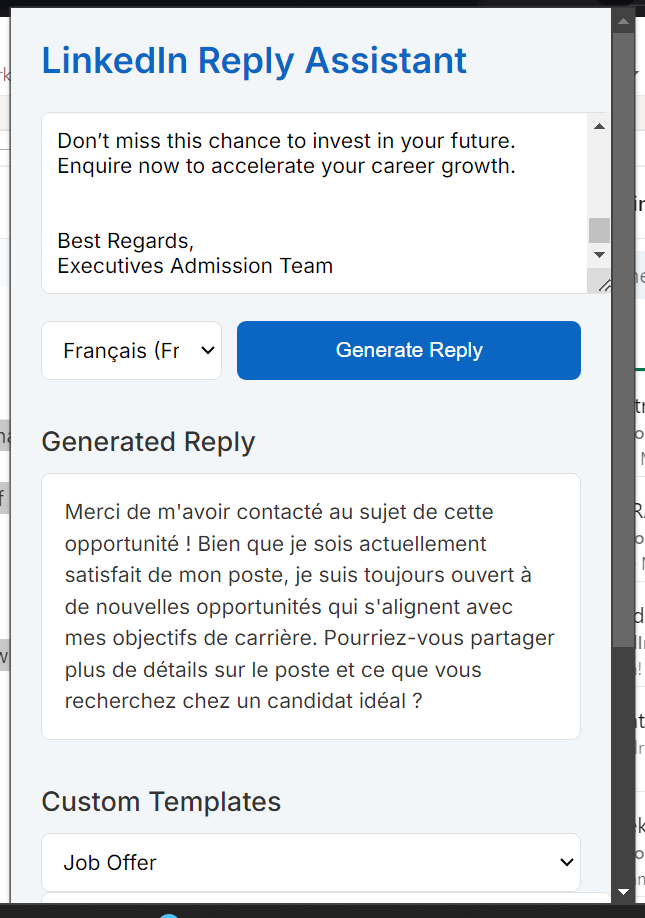 LinkedIn Reply Assistant
Don’t miss this chance to invest in your future.
Enquire now to accelerate your career growth.
Best Regards,
Executives Admission Team
Français (Fr
Generate Reply
Generated Reply
Merci de m'avoir contacté au sujet de cette
opportunité ! Bien que je sois actuellement
satisfait de mon poste, je suis toujours ouvert à
de nouvelles opportunités qui s'alignent avec
mes objectifs de carrière. Pourriez-vous partager
plus de détails sur le poste et ce que vous
recherchez chez un candidat idéal ?
Custom Templates
Job Offer